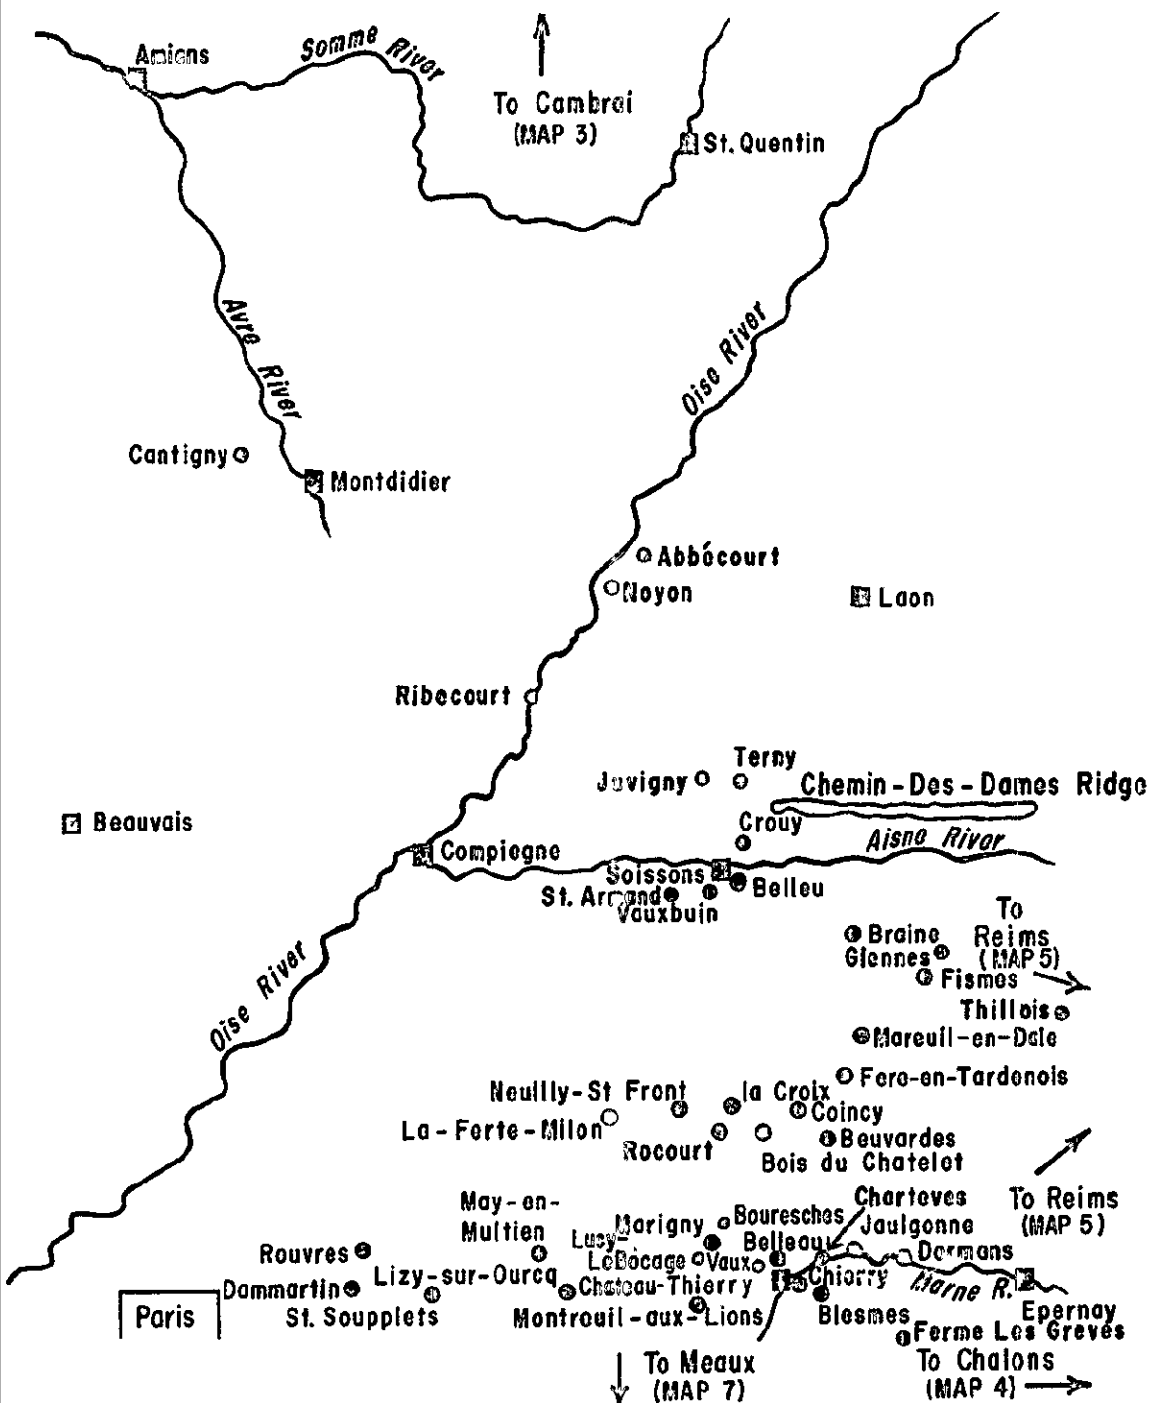 Amiens
Somme River
To Cambrai
(MAP 3)
St. Quentin
Avre River
Oise River
Cantigny
Montdidier
Abbécourt
Noyon
Laon
Ribecourt
Terny
Juvigny
Chemin-Des-Dames Ridge
Beauvais
Crouy
Aisne River
Compiegne
Soissons
Belleu
St. Armand
Vauxbuin
To
Reims
(MAP 5)
Braine
Glennes
Fismes
Oise River
Thillois
Mareuil-en-Dole
Fere-en-Tardenois
Neuilly-St Front
la Croix
Coincy
La-Ferte-Milon
Rocourt
Beuvardes
Bois du Chatelet
May-en-
Multien
Charteves
To Reims
(MAP 5)
Marigny
Bouresches
Jaulgonne
Lucy-
LeBocage
Belleau
Vaux
Dormans
Rouvres
Lizy-sur-Ourcq
Chateau-Thierry
Chierry
Marne R.
Dammartin
St. Soupplets
Montreuil-aux-Lions
Blesmes
Epernay
Paris
Ferme Les Greves
To Meaux
(MAP 7)
To Chalons
(MAP 4)